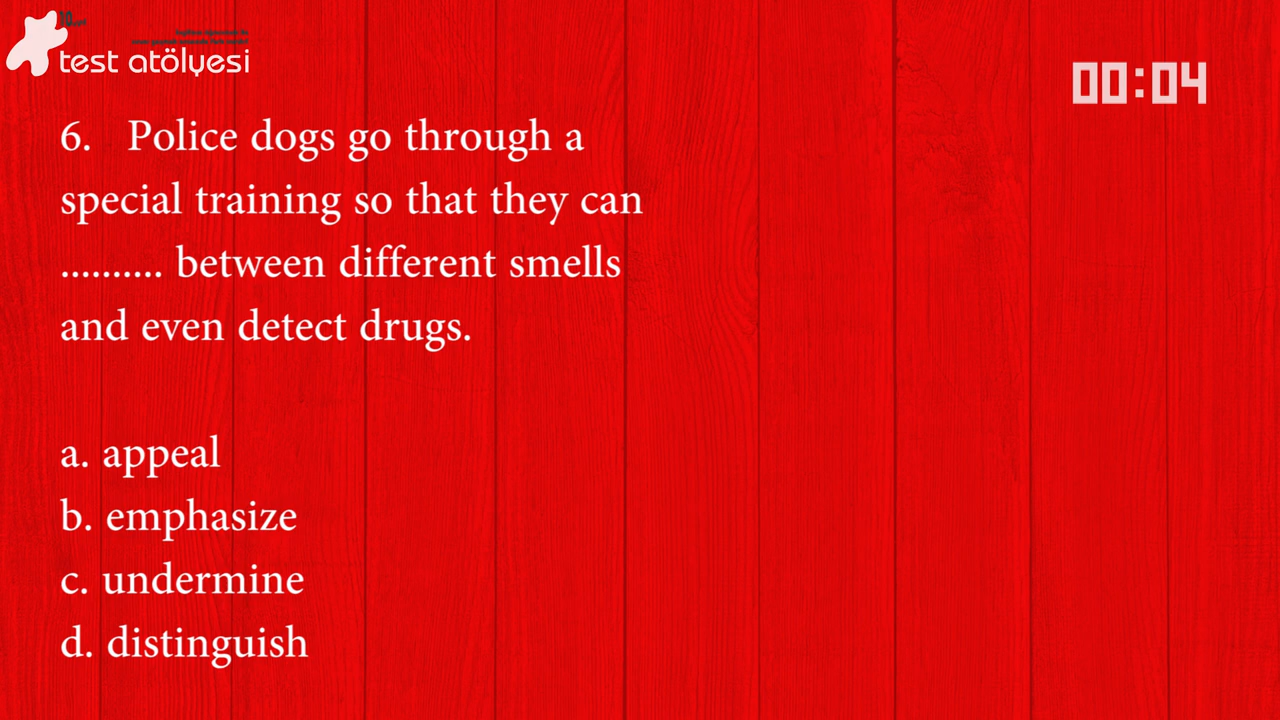 test atölyesi
00:04
6. Police dogs go through a
special training so that they can
.......... between different smells
and even detect drugs.
a. appeal
b. emphasize
c. undermine
d. distinguish